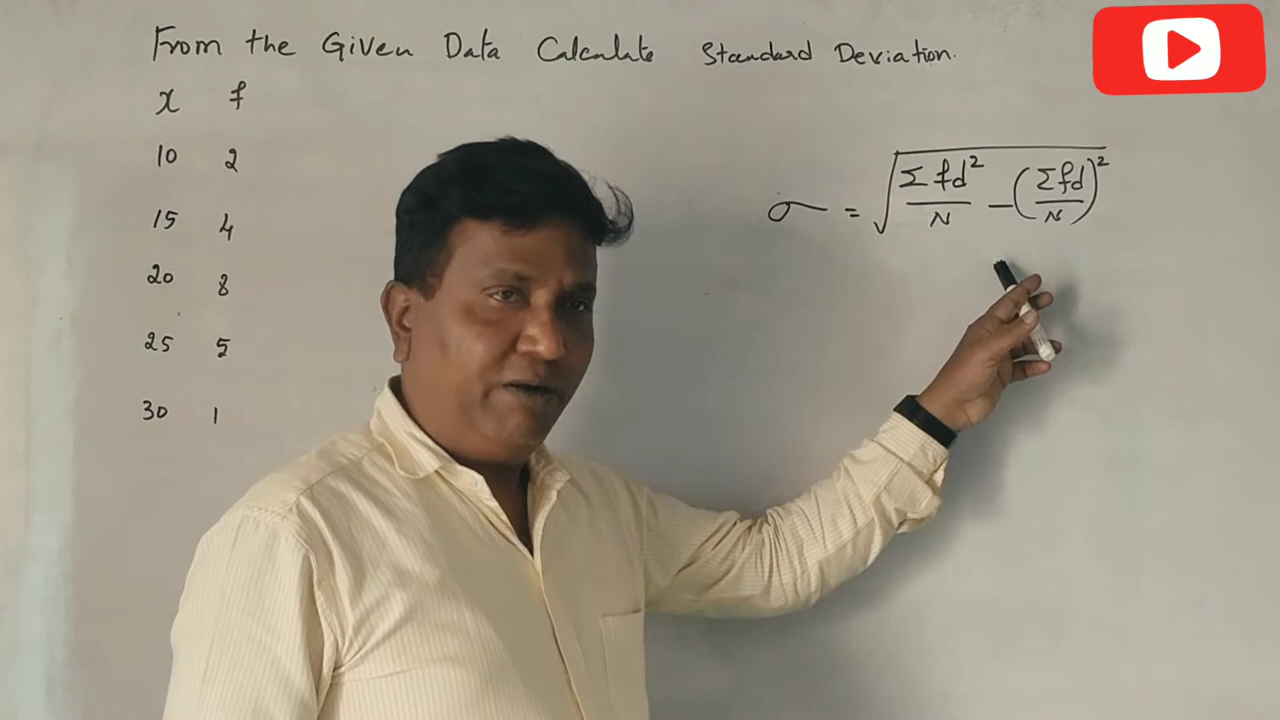 From the Given Data Calculate Standard Deviation.
x f
10 2
15 4
20 8
25 5
30 1
σ = √(Σfd²/N − (Σfd/N)²)